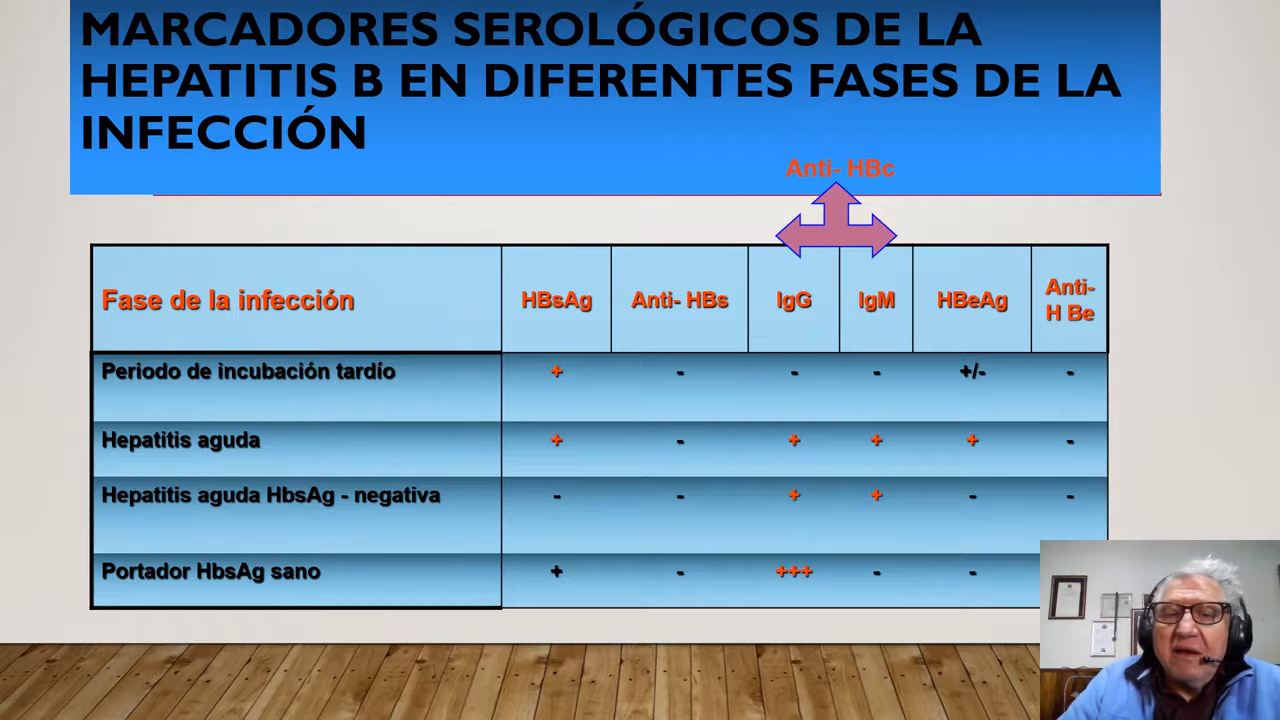 MARCADORES SEROLÓGICOS DE LA
HEPATITIS B EN DIFERENTES FASES DE LA
INFECCIÓN
Anti- HBc
Fase de la infección HBsAg Anti- HBs IgG IgM HBeAg Anti-
H Be
Periodo de incubación tardío + - - - +/- -
Hepatitis aguda + - + + + -
Hepatitis aguda HbsAg - negativa - - + + - -
Portador HbsAg sano + - +++ - -